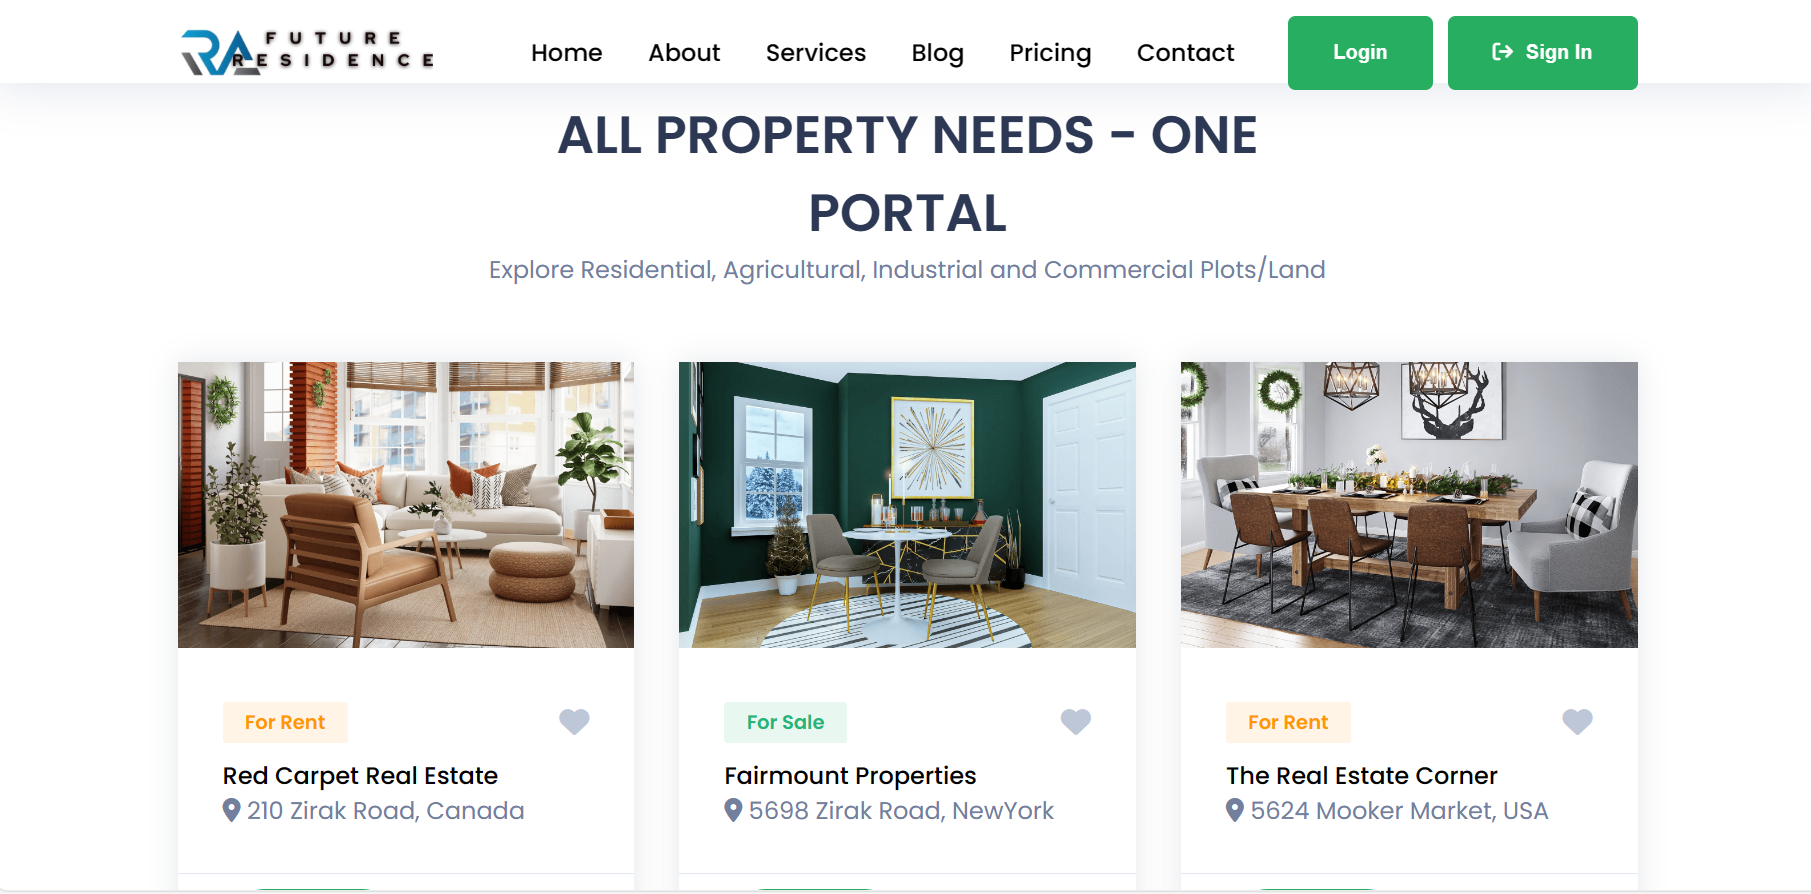 FUTURE
RA RESIDENCE
Home About Services Blog Pricing Contact Login Sign In
ALL PROPERTY NEEDS - ONE
PORTAL
Explore Residential, Agricultural, Industrial and Commercial Plots/Land
For Rent
Red Carpet Real Estate
210 Zirak Road, Canada
For Sale
Fairmount Properties
5698 Zirak Road, NewYork
For Rent
The Real Estate Corner
5624 Mooker Market, USA